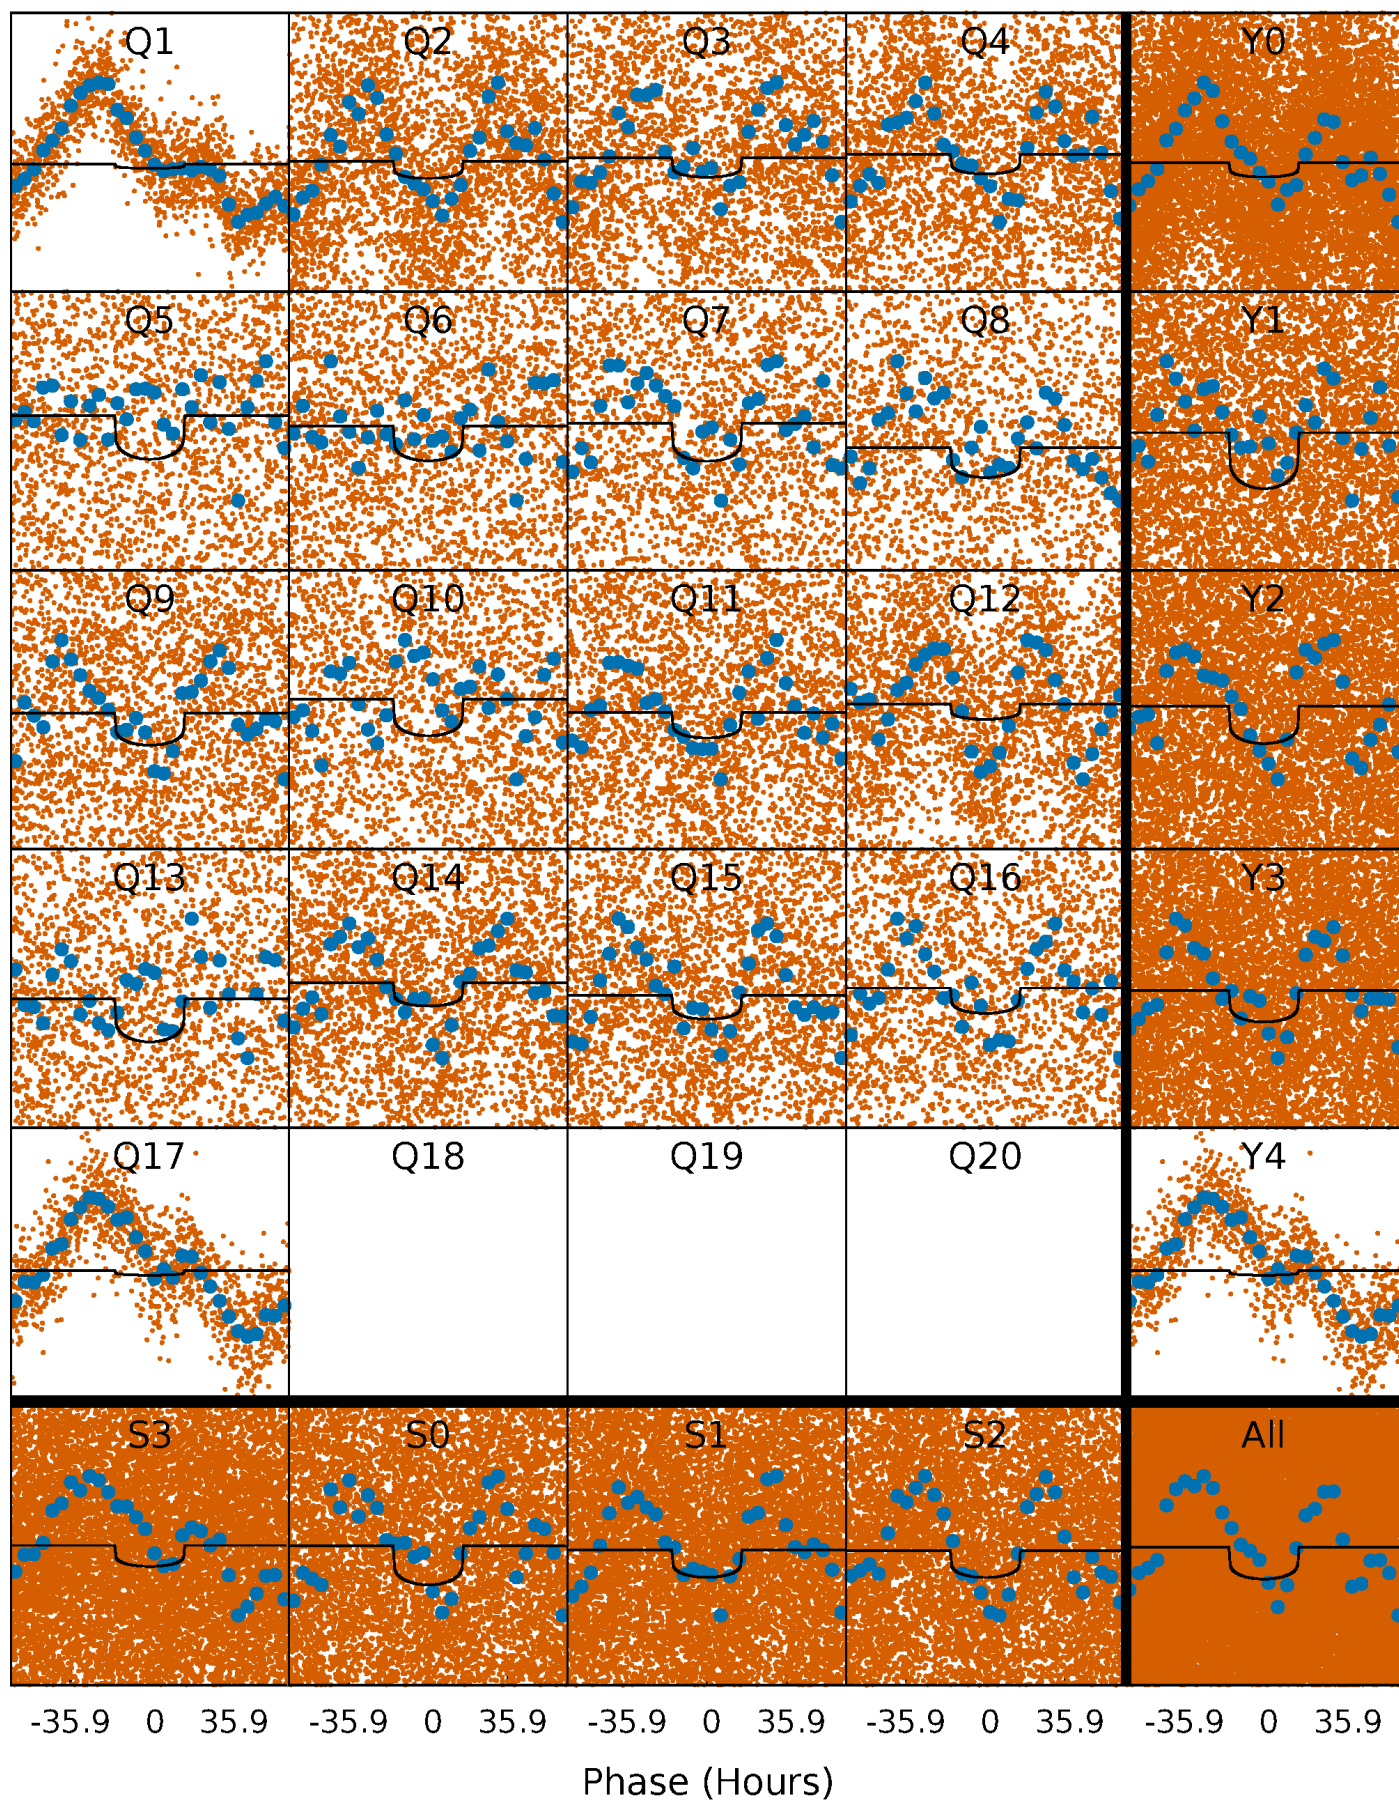 Q1 Q2 Q3 Q4 Y0
Q5 Q6 Q7 Q8 Y1
Q9 Q10 Q11 Q12 Y2
Q13 Q14 Q15 Q16 Y3
Q17 Q18 Q19 Q20 Y4
S3 S0 S1 S2 All
-35.9 0 35.9 -35.9 0 35.9 -35.9 0 35.9 -35.9 0 35.9 -35.9 0 35.9
Phase (Hours)